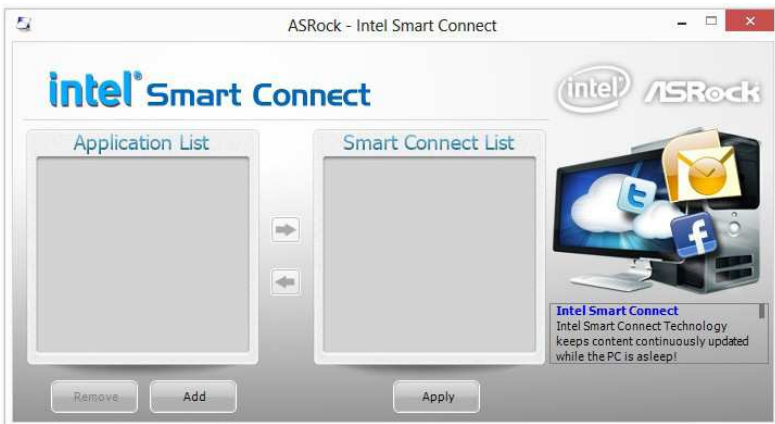 ASRock - Intel Smart Connect
intel® Smart Connect
intel® ASRock
Application List
Smart Connect List
Intel Smart Connect
Intel Smart Connect Technology
keeps content continuously updated
while the PC is asleep!
Remove
Add
Apply